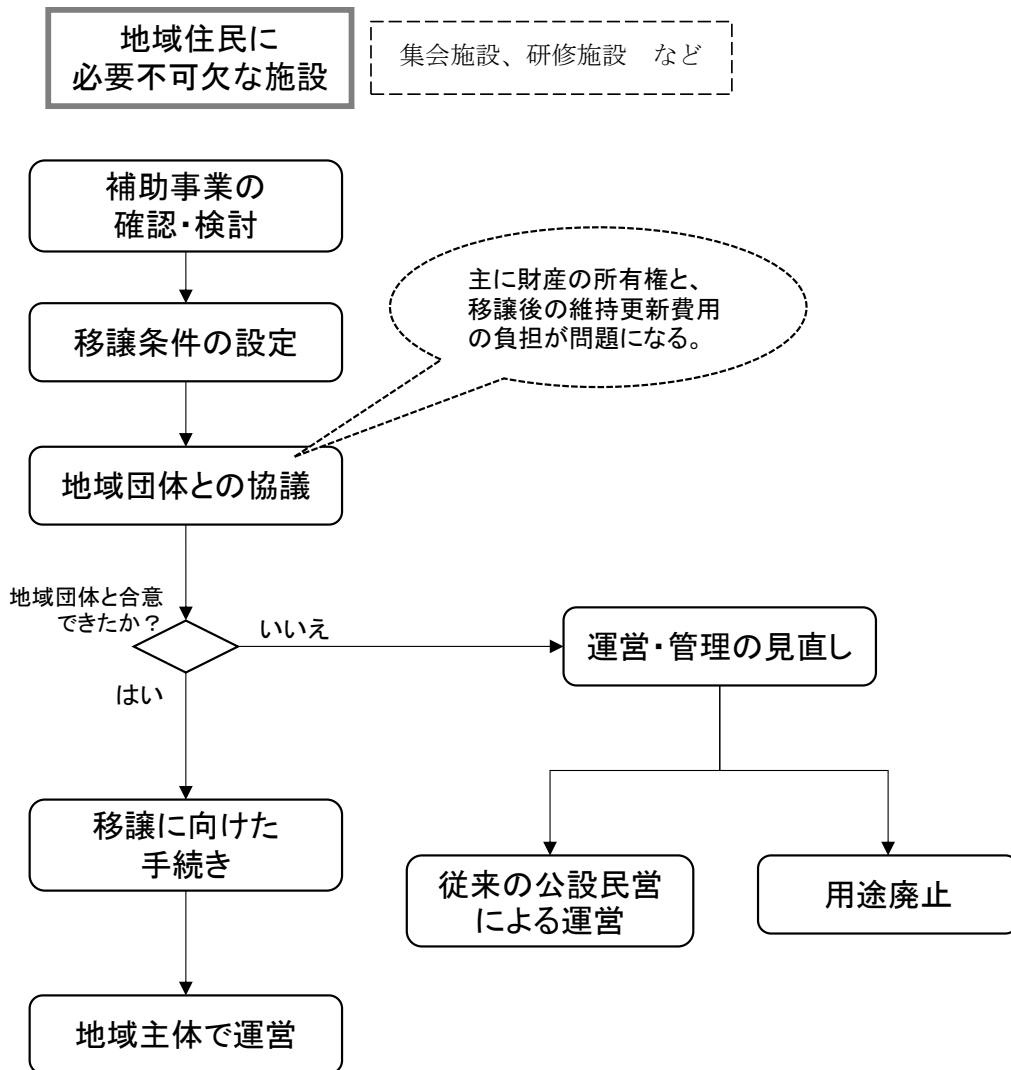 地域住民に
必要不可欠な施設
集会施設、研修施設　など
補助事業の
確認・検討
主に財産の所有権と、
移譲後の維持更新費用
の負担が問題になる。
移譲条件の設定
地域団体との協議
地域団体と合意
できたか？
いいえ
運営・管理の見直し
はい
移譲に向けた
手続き
従来の公設民営
による運営
用途廃止
地域主体で運営